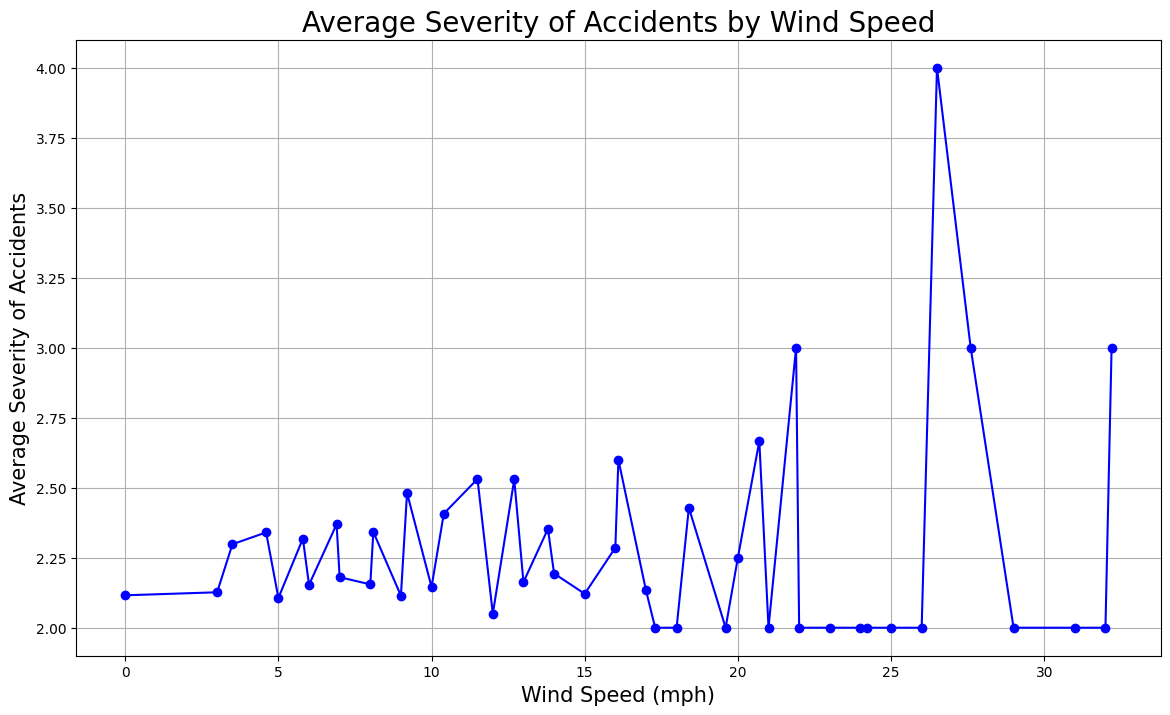 Average Severity of Accidents by Wind Speed
Average Severity of Accidents
4.00
3.75
3.50
3.25
3.00
2.75
2.50
2.25
2.00
0 5 10 15 20 25 30
Wind Speed (mph)